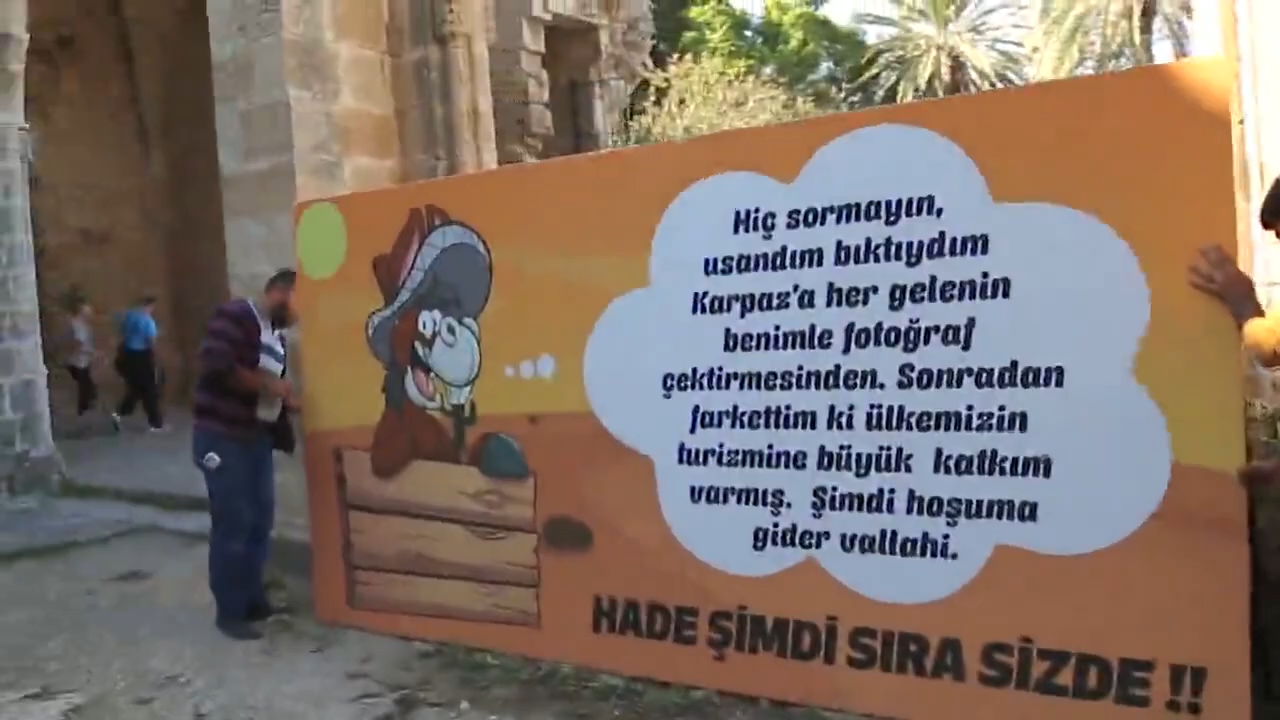 Hiç sormayın,
usandım bıktıydım
Karpaz'a her gelenin
benimle fotoğraf
çektirmesinden. Sonradan
farkettim ki ülkemizin
turizmine büyük katkım
varmış. Şimdi hoşuma
gider vallahi.
HADE ŞİMDİ SIRA SİZDE !!